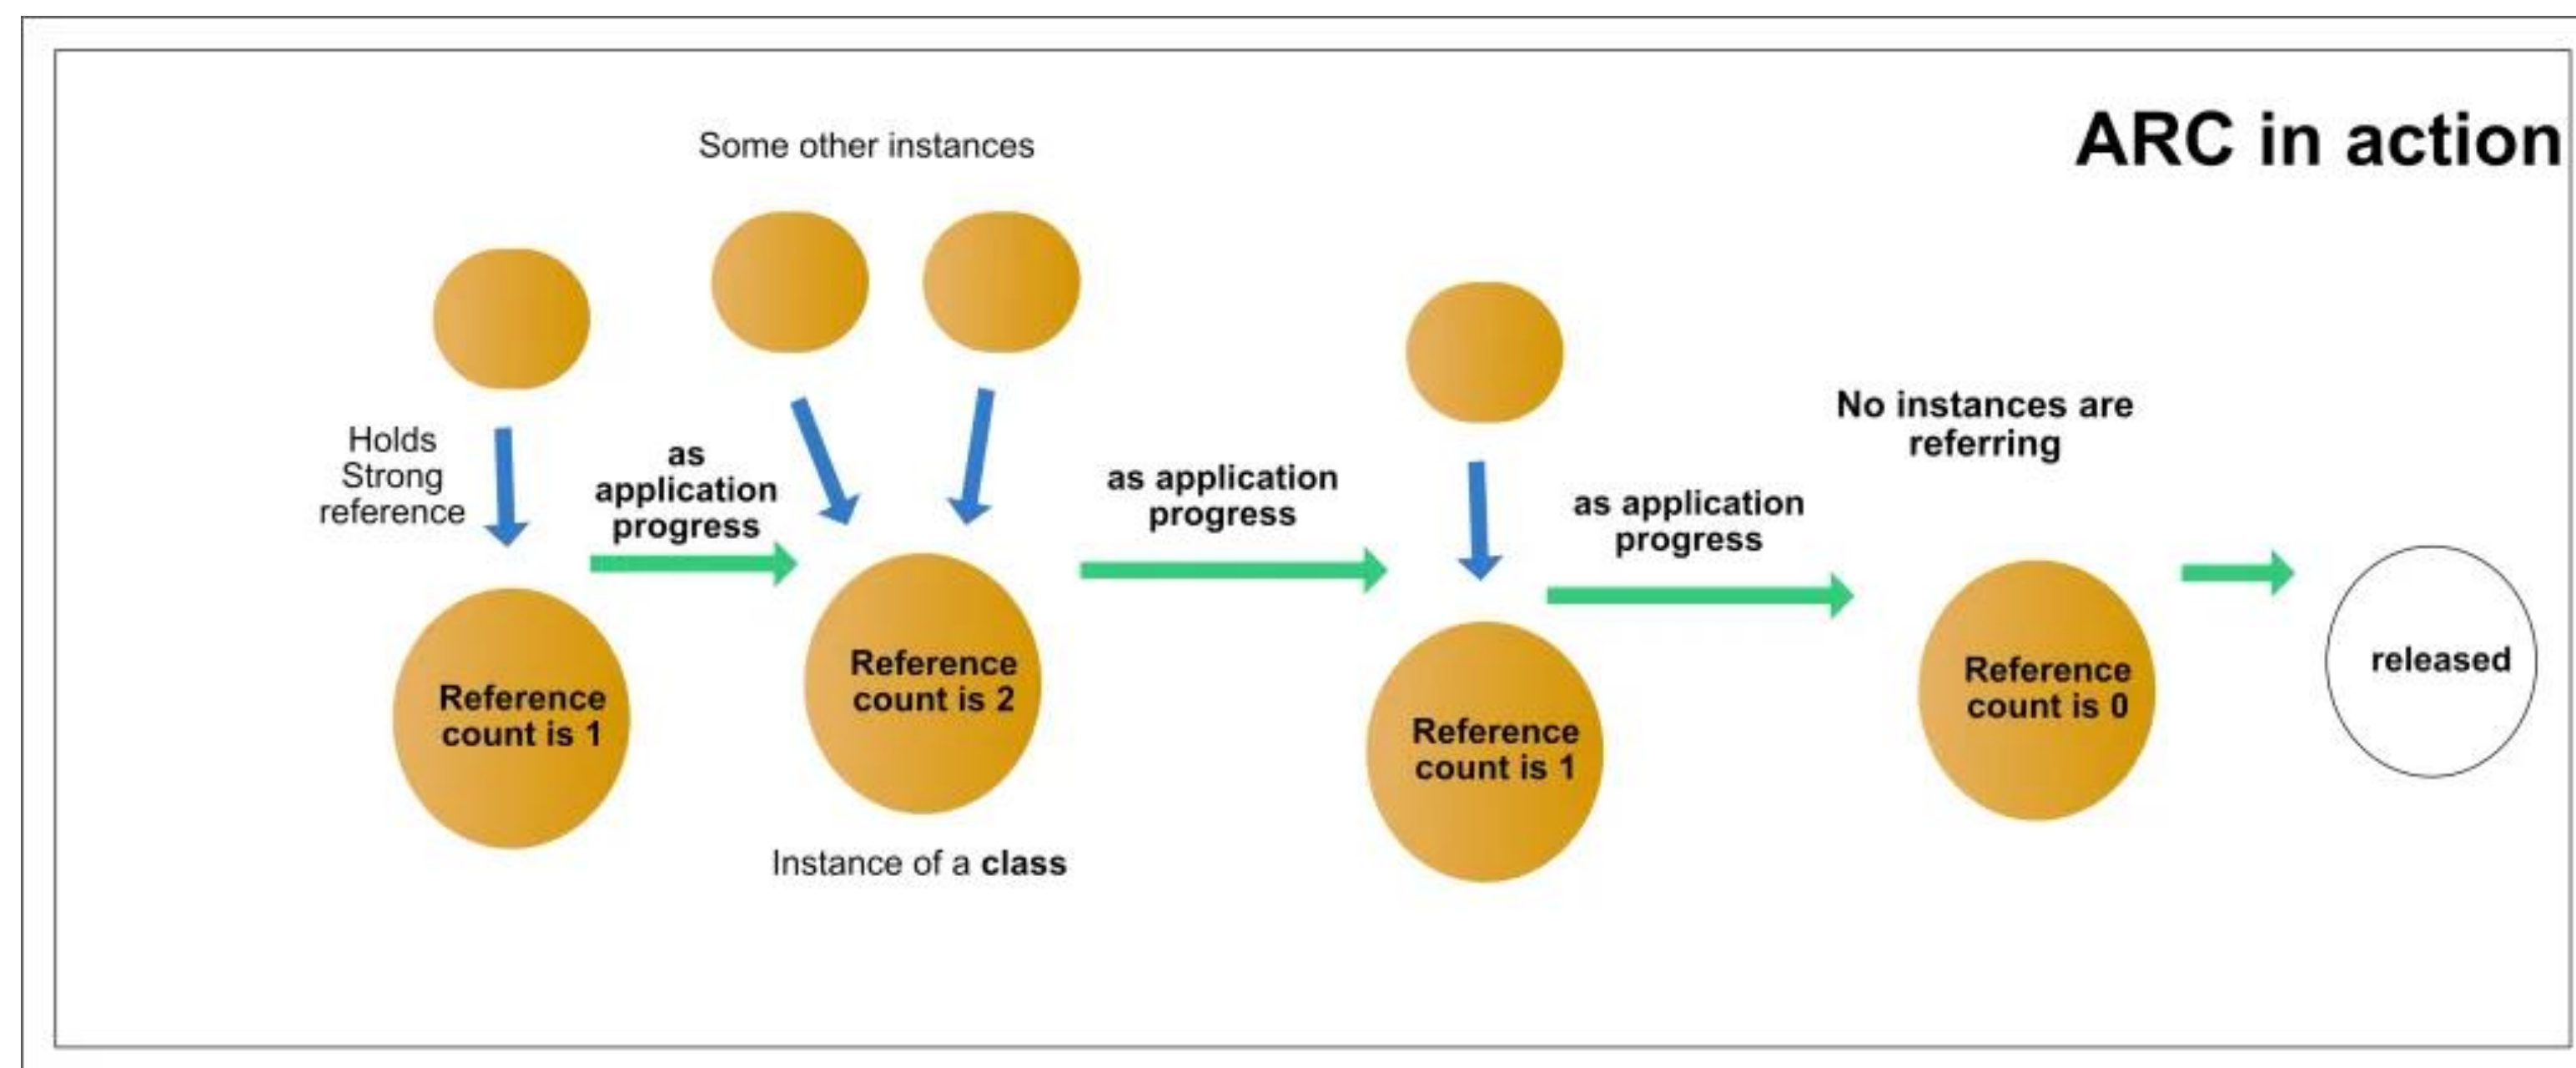 ARC in action
Some other instances
Holds
Strong
reference
as
application
progress
as application
progress
as application
progress
No instances are
referring
Reference
count is 1
Reference
count is 2
Reference
count is 1
Reference
count is 0
released
Instance of a class